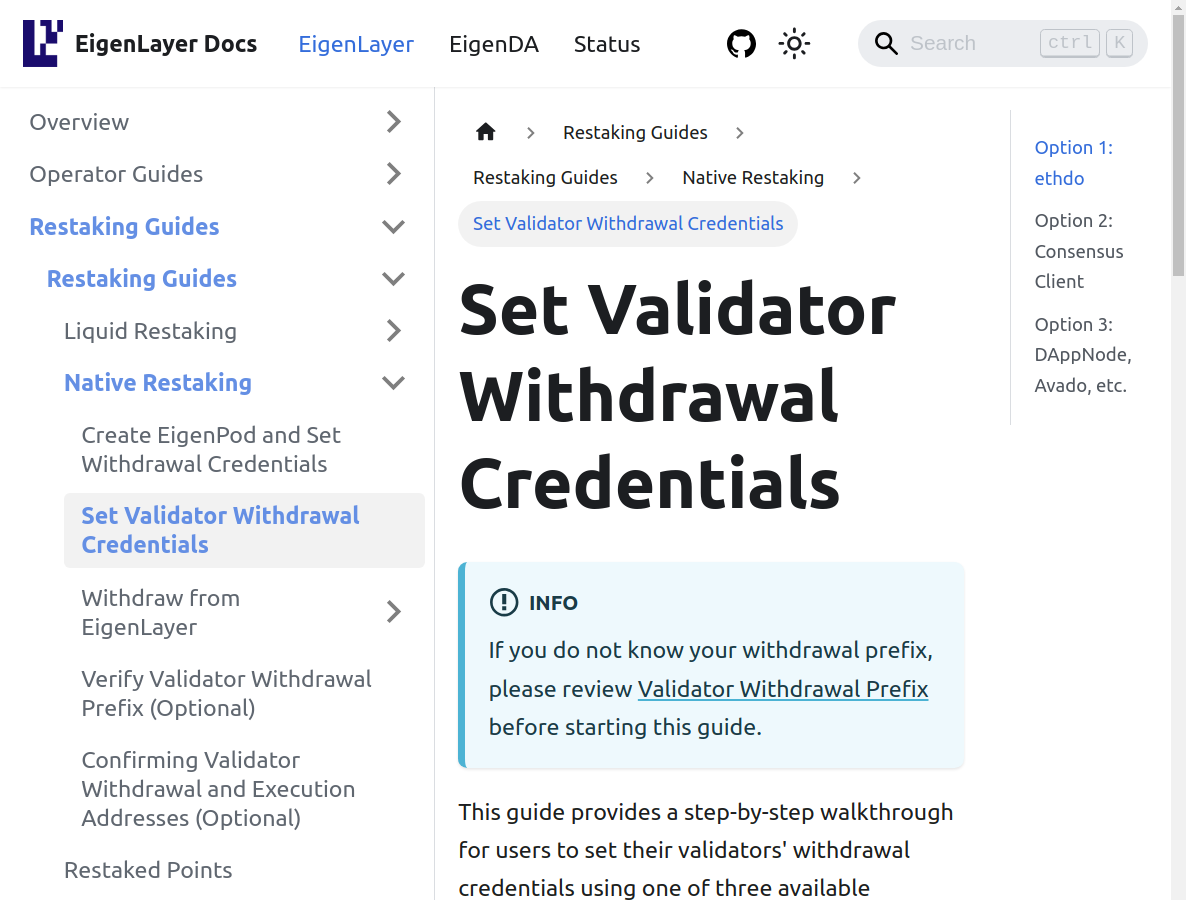 EigenLayer Docs EigenLayer EigenDA Status Search ctrl K
Overview
Operator Guides
Restaking Guides
Restaking Guides
Liquid Restaking
Native Restaking
Create EigenPod and Set
Withdrawal Credentials
Set Validator Withdrawal
Credentials
Withdraw from
EigenLayer
Verify Validator Withdrawal
Prefix (Optional)
Confirming Validator
Withdrawal and Execution
Addresses (Optional)
Restaked Points
Restaking Guides
Restaking Guides Native Restaking
Set Validator Withdrawal Credentials
Set Validator
Withdrawal
Credentials
INFO
If you do not know your withdrawal prefix,
please review Validator Withdrawal Prefix
before starting this guide.
This guide provides a step-by-step walkthrough
for users to set their validators' withdrawal
credentials using one of three available
Option 1:
ethdo
Option 2:
Consensus
Client
Option 3:
DAppNode,
Avado, etc.